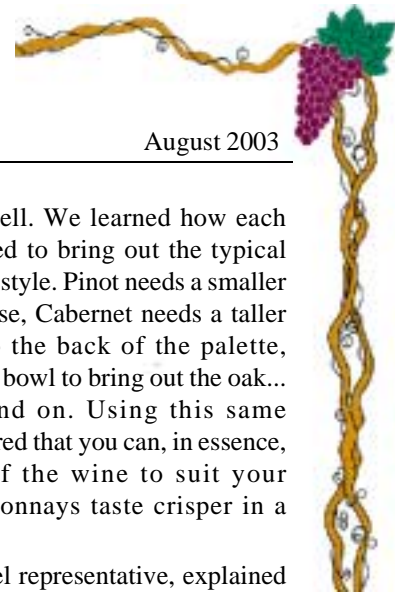 August 2003
ell. We learned how each
ed to bring out the typical
style. Pinot needs a smaller
se, Cabernet needs a taller
o the back of the palette,
bowl to bring out the oak...
nd on. Using this same
red that you can, in essence,
f the wine to suit your
onnays taste crisper in a
el representative, explained